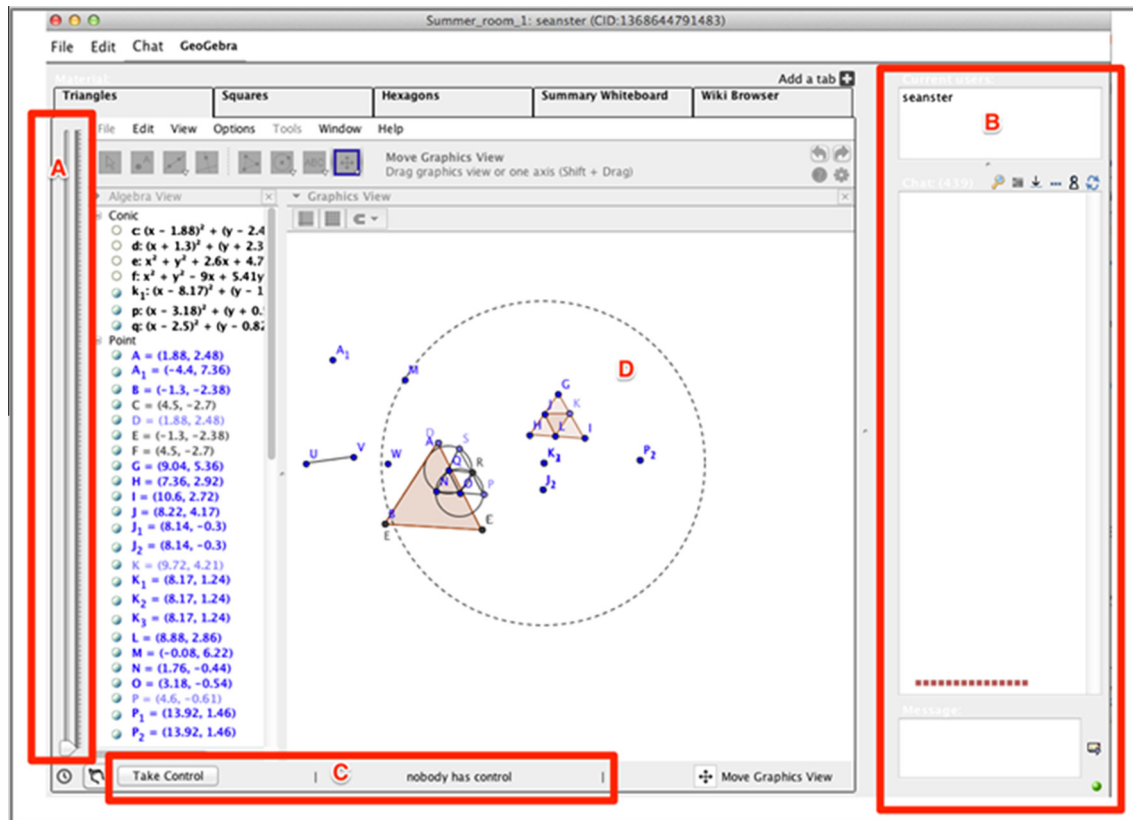 Summer_room_1: seanster (CID:1368644791483)
File Edit Chat GeoGebra
Material:
Add a tab
Triangles Squares Hexagons Summary Whiteboard Wiki Browser
File Edit View Options Tools Window Help
ABC
Move Graphics View
Drag graphics view or one axis (Shift + Drag)
A
Algebra View
Conic
c: (x - 1.88)² + (y - 2.4
d: (x + 1.3)² + (y + 2.3
e: x² + y² + 2.6x + 4.7
f: x² + y² - 9x + 5.41y
k₁: (x - 8.17)² + (y - 1
p: (x - 3.18)² + (y + 0.
q: (x - 2.5)² + (y - 0.82
Point
A = (1.88, 2.48)
A₁ = (-4.4, 7.36)
B = (-1.3, -2.38)
C = (4.5, -2.7)
D = (1.88, 2.48)
E = (-1.3, -2.38)
F = (4.5, -2.7)
G = (9.04, 5.36)
H = (7.36, 2.92)
I = (10.6, 2.72)
J = (8.22, 4.17)
J₁ = (8.14, -0.3)
J₂ = (8.14, -0.3)
K = (9.72, 4.21)
K₁ = (8.17, 1.24)
K₂ = (8.17, 1.24)
K₃ = (8.17, 1.24)
L = (8.88, 2.86)
M = (-0.08, 6.22)
N = (1.76, -0.44)
O = (3.18, -0.54)
P = (4.6, -0.61)
P₁ = (13.92, 1.46)
P₂ = (13.92, 1.46)
Graphics View
A₁
M
D
G
J K
H L I
D S
A
U V W Q R
K₃
P₂
N O P
J₂
B
E
Take Control
C
nobody has control
Move Graphics View
Current users:
seanster
B
Chat: (439)
Message: